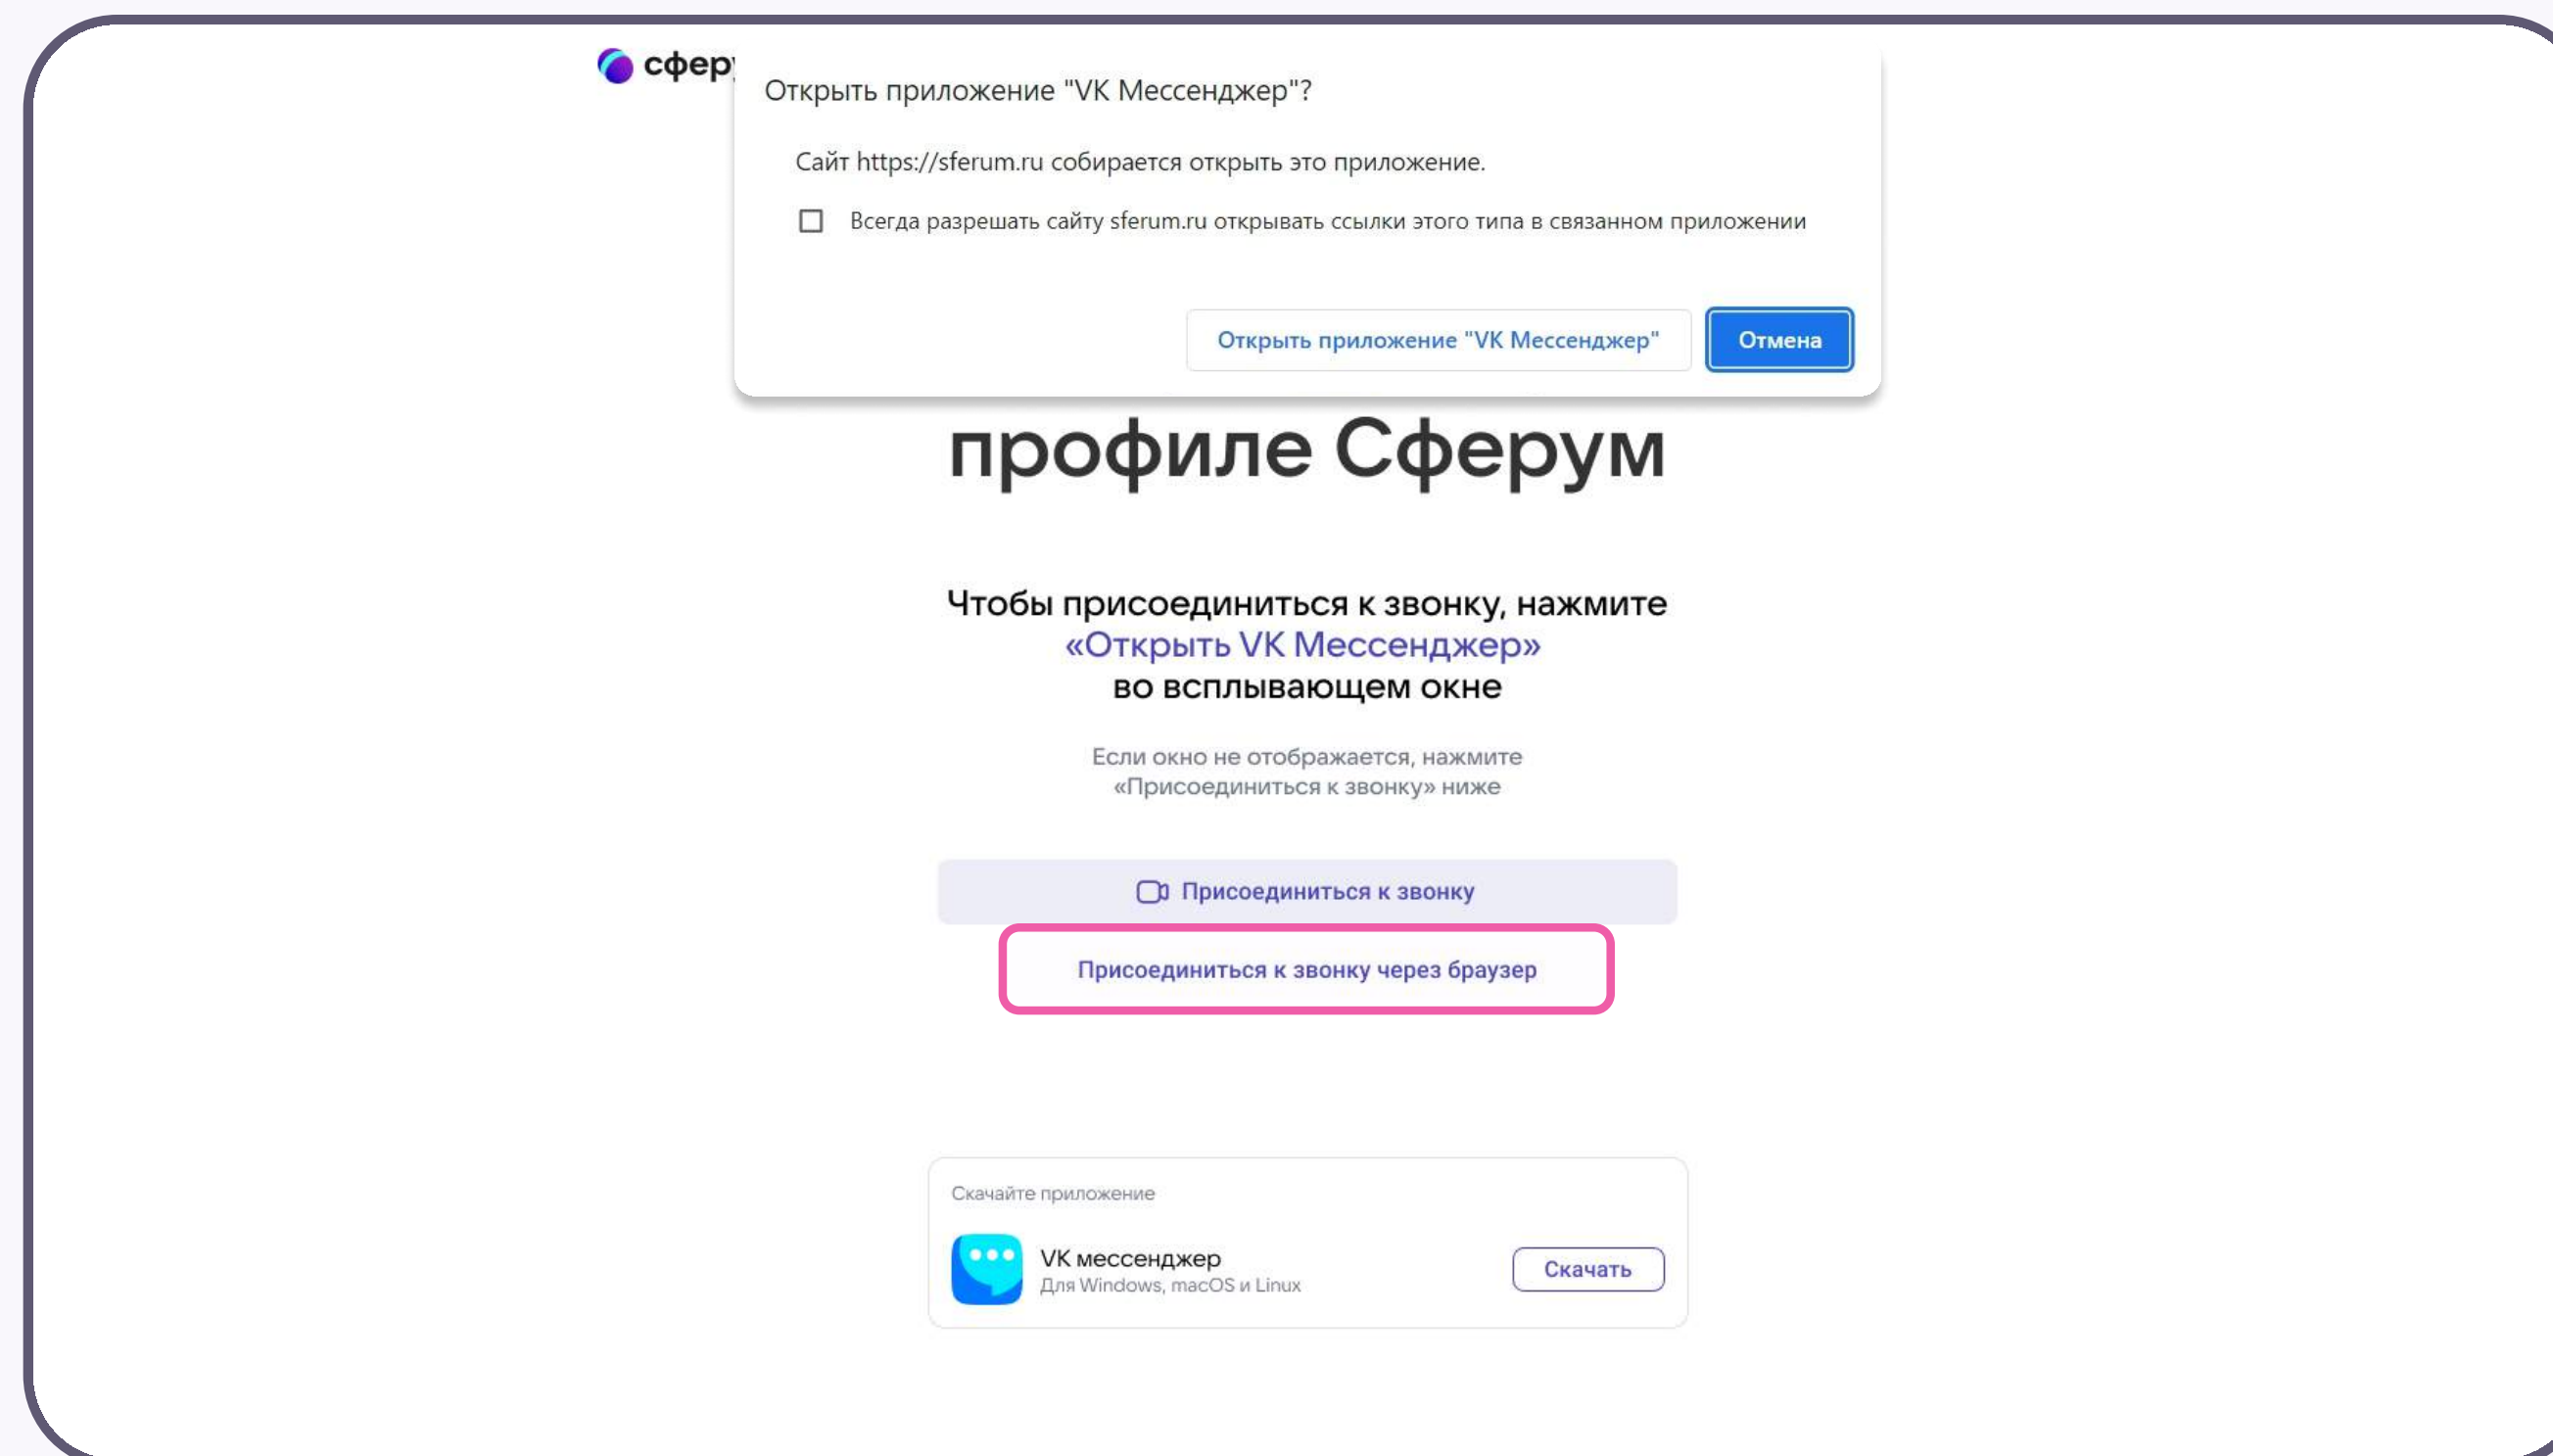 сфер
Открыть приложение "VK Мессенджер"?
Сайт https://sferum.ru собирается открыть это приложение.
Всегда разрешать сайту sferum.ru открывать ссылки этого типа в связанном приложении
Открыть приложение "VK Мессенджер"
Отмена
профиле Сферум
Чтобы присоединиться к звонку, нажмите
«Открыть VK Мессенджер»
во всплывающем окне
Если окно не отображается, нажмите
«Присоединиться к звонку» ниже
Присоединиться к звонку
Присоединиться к звонку через браузер
Скачайте приложение
VK мессенджер
Для Windows, macOS и Linux
Скачать